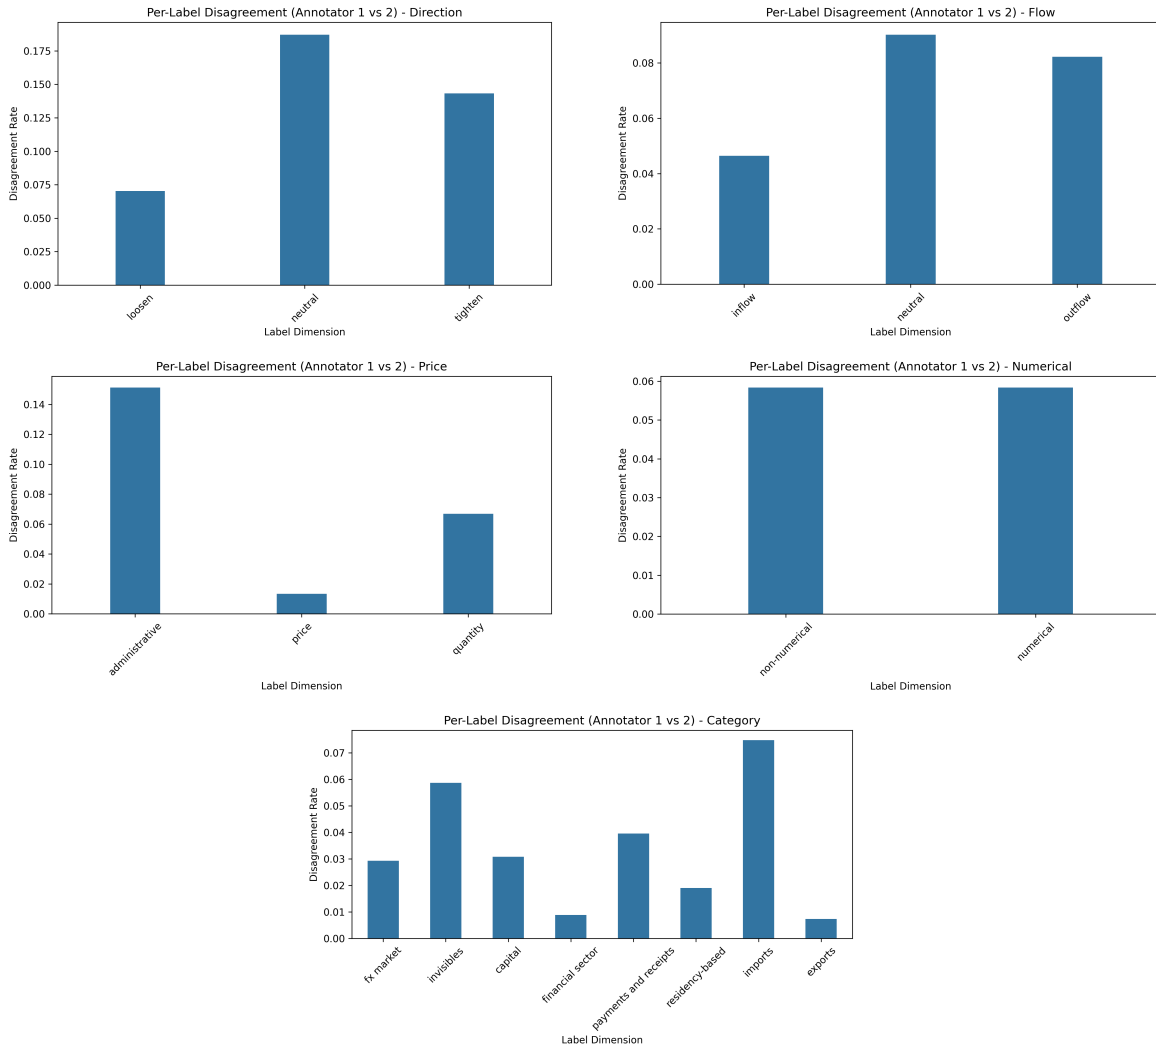 Per-Label Disagreement (Annotator 1 vs 2) - Direction
Disagreement Rate
0.175
0.150
0.125
0.100
0.075
0.050
0.025
0.000
loosen
neutral
tighten
Label Dimension
Per-Label Disagreement (Annotator 1 vs 2) - Flow
Disagreement Rate
0.08
0.06
0.04
0.02
0.00
inflow
neutral
outflow
Label Dimension
Per-Label Disagreement (Annotator 1 vs 2) - Price
Disagreement Rate
0.14
0.12
0.10
0.08
0.06
0.04
0.02
0.00
administrative
price
quantity
Label Dimension
Per-Label Disagreement (Annotator 1 vs 2) - Numerical
Disagreement Rate
0.06
0.05
0.04
0.03
0.02
0.01
0.00
non-numerical
numerical
Label Dimension
Per-Label Disagreement (Annotator 1 vs 2) - Category
Disagreement Rate
0.07
0.06
0.05
0.04
0.03
0.02
0.01
0.00
fx market
invisibles
capital
financial sector
payments and receipts
residency-based
imports
exports
Label Dimension